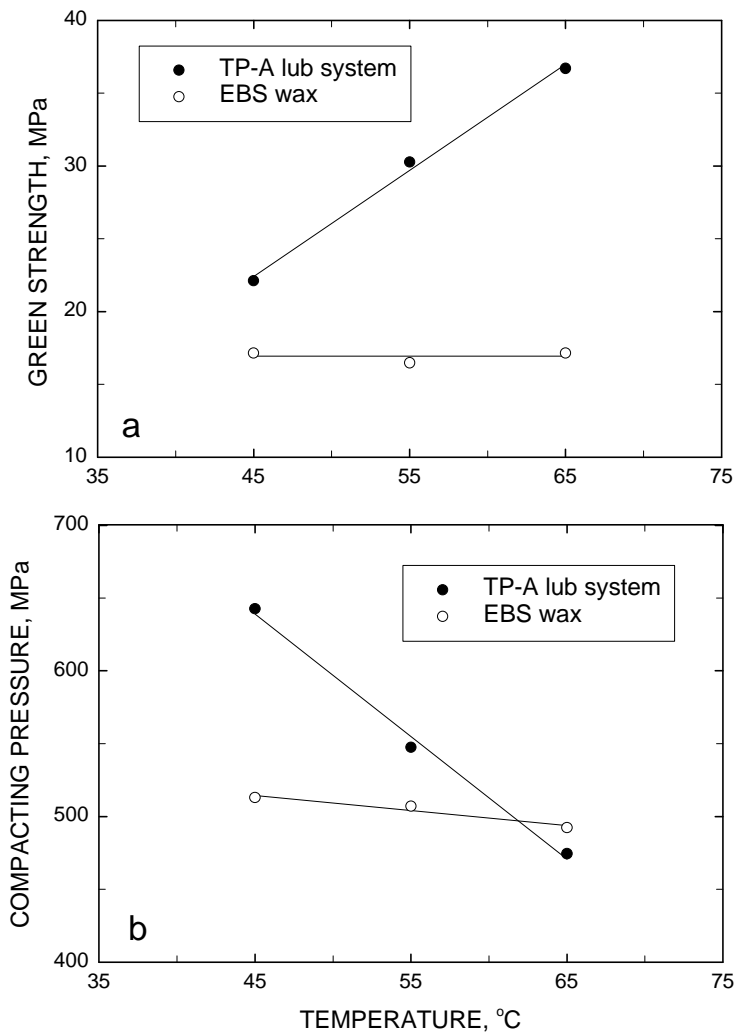 40
TP-A lub system
EBS wax
30
20
10
GREEN STRENGTH, MPa
a
35 45 55 65 75
700
TP-A lub system
EBS wax
600
500
400
COMPACTING PRESSURE, MPa
b
35 45 55 65 75
TEMPERATURE, °C